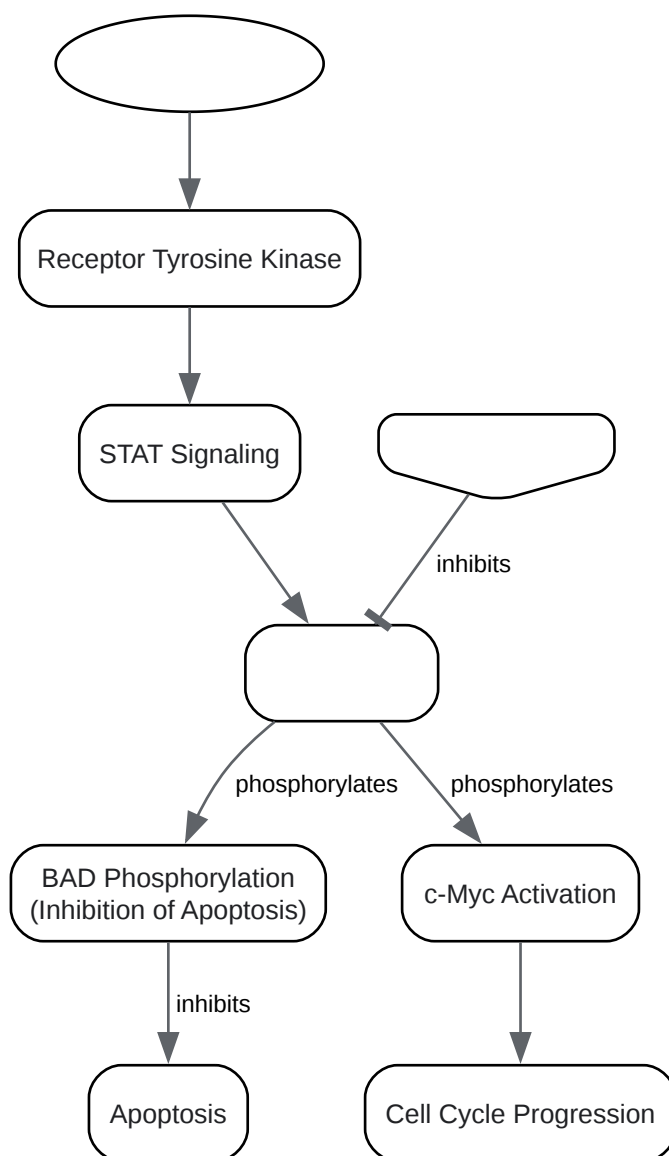 Receptor Tyrosine Kinase
STAT Signaling
inhibits
phosphorylates
phosphorylates
BAD Phosphorylation
(Inhibition of Apoptosis)
c-Myc Activation
inhibits
Apoptosis
Cell Cycle Progression